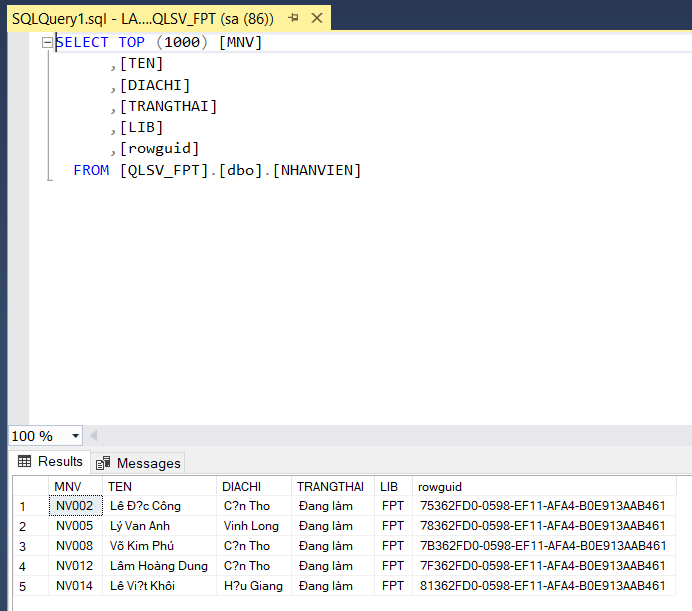 SQLQuery1.sql - LA....QLSV_FPT (sa (86))
SELECT TOP (1000) [MNV]
,[TEN]
,[DIACHI]
,[TRANGTHAI]
,[LIB]
,[rowguid]
FROM [QLSV_FPT].[dbo].[NHANVIEN]
100 %
Results Messages
MNV TEN DIACHI TRANGTHAI LIB rowguid
1 NV002 Lê Đ?c Công C?n Tho Đang làm FPT 75362FD0-0598-EF11-AFA4-B0E913AAB461
2 NV005 Lý Van Anh Vinh Long Đang làm FPT 78362FD0-0598-EF11-AFA4-B0E913AAB461
3 NV008 Võ Kim Phú C?n Tho Đang làm FPT 7B362FD0-0598-EF11-AFA4-B0E913AAB461
4 NV012 Lâm Hoàng Dung C?n Tho Đang làm FPT 7F362FD0-0598-EF11-AFA4-B0E913AAB461
5 NV014 Lê Vi?t Khôi H?u Giang Đang làm FPT 81362FD0-0598-EF11-AFA4-B0E913AAB461